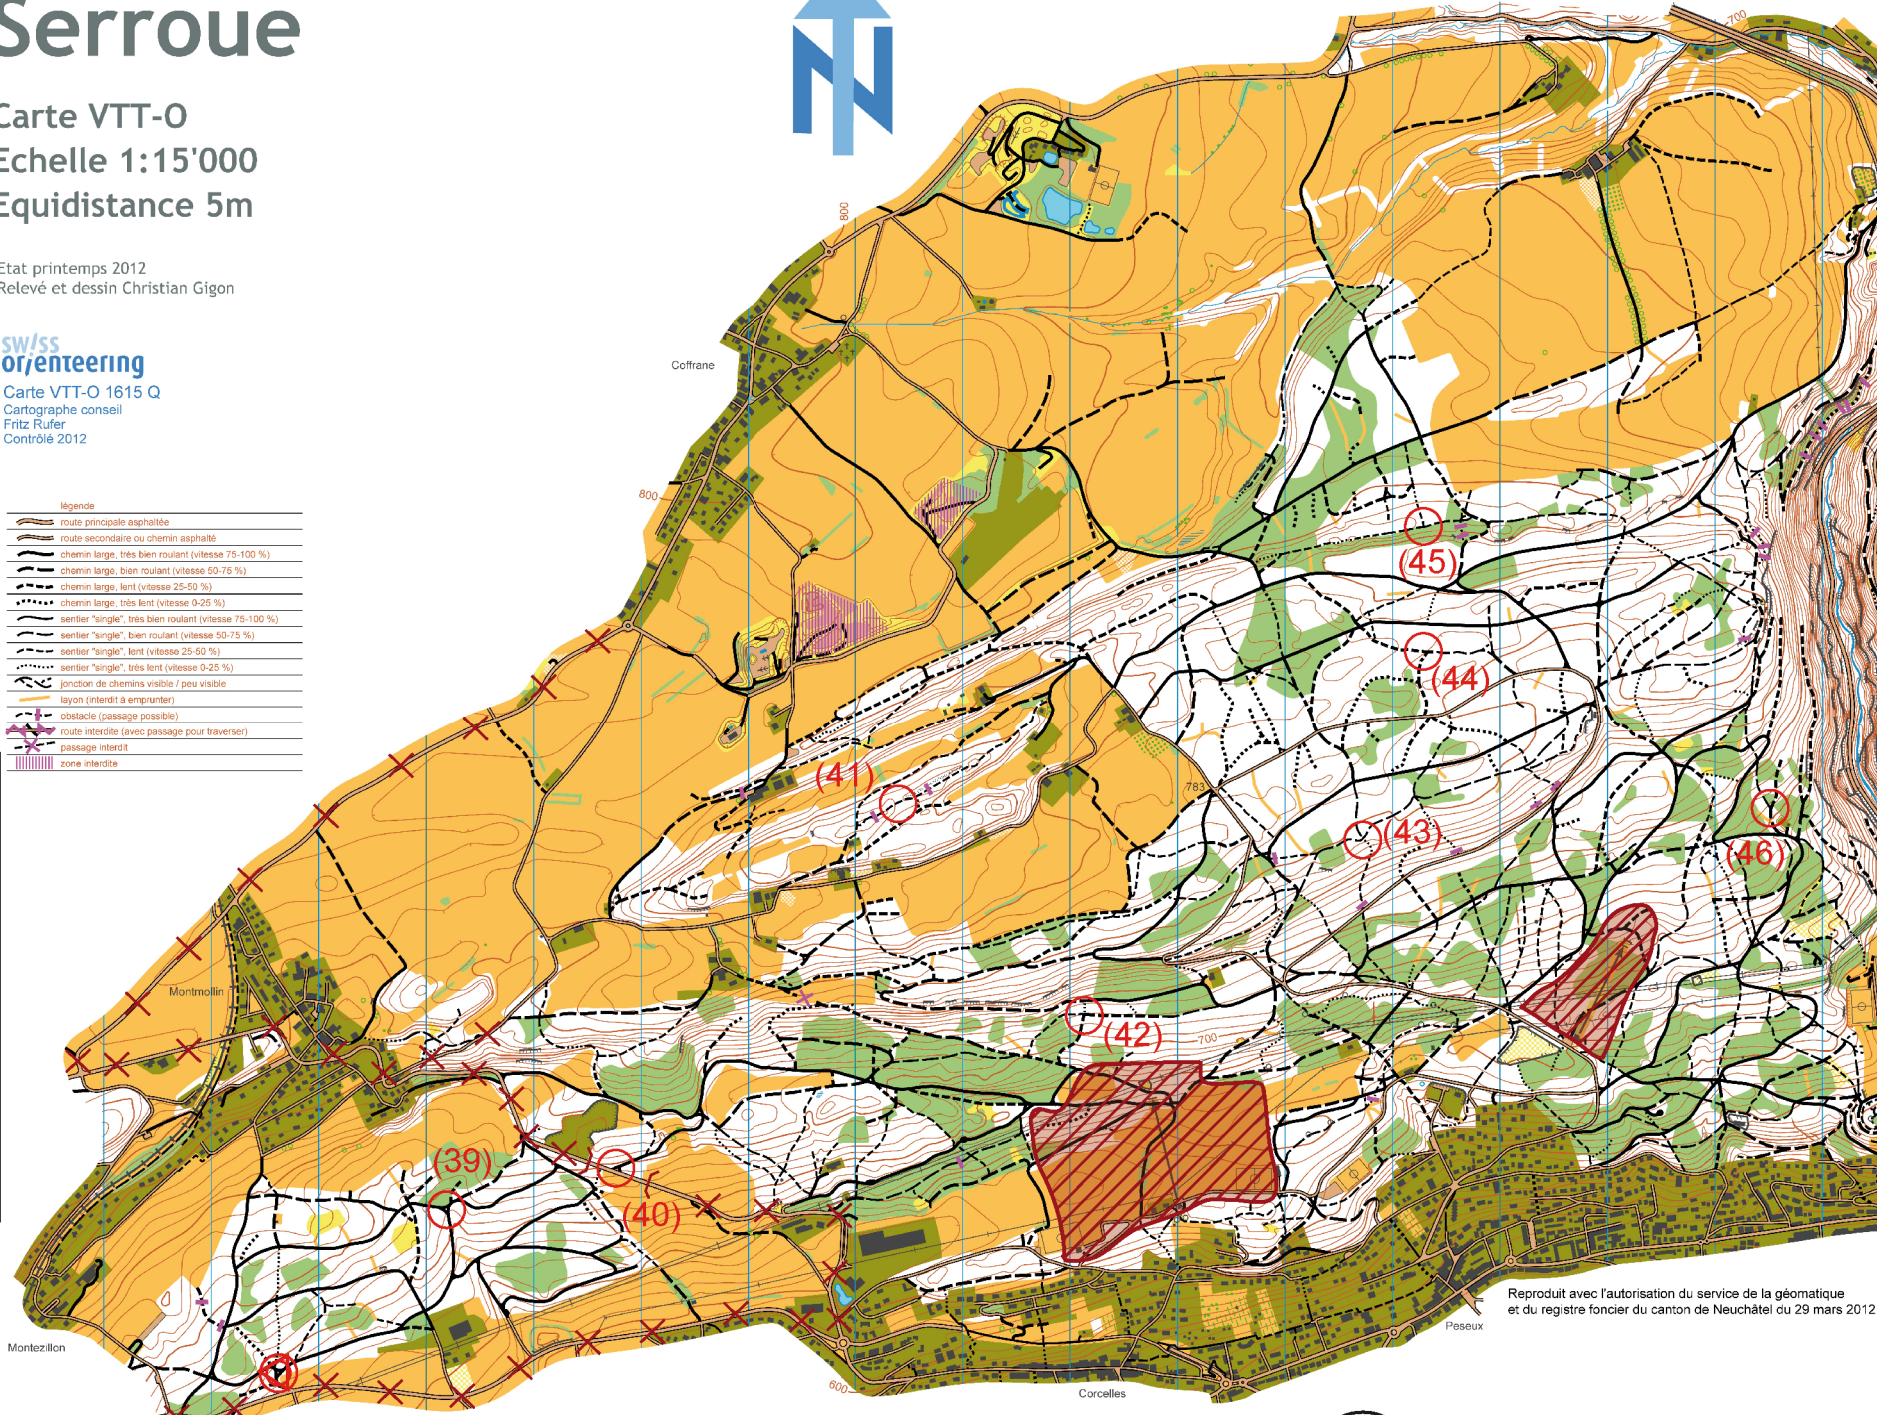 Serroue
Carte VTT-O
Echelle 1:15'000
Equidistance 5m
Etat printemps 2012
Relevé et dessin Christian Gigon
sw!ss
orienteering
Carte VTT-O 1615 Q
Cartographe conseil
Fritz Rufer
Contrôlé 2012
légende
route principale asphaltée
route secondaire ou chemin asphalté
chemin large, très bien roulant (vitesse 75-100 %)
chemin large, bien roulant (vitesse 50-75 %)
chemin large, lent (vitesse 25-50 %)
chemin large, très lent (vitesse 0-25 %)
sentier "single", très bien roulant (vitesse 75-100 %)
sentier "single", bien roulant (vitesse 50-75 %)
sentier "single", lent (vitesse 25-50 %)
sentier "single", très lent (vitesse 0-25 %)
jonction de chemins visible / peu visible
layon (interdit à emprunter)
obstacle (passage possible)
route interdite (avec passage pour traverser)
passage interdit
zone interdite
N
700
800
Coffrane
800
(45)
(44)
(41)
783
(43)
(46)
Montmollin
(42)
700
(39)
(40)
Reproduit avec l'autorisation du service de la géomatique
et du registre foncier du canton de Neuchâtel du 29 mars 2012
Peseux
Montezillon
600
Corcelles